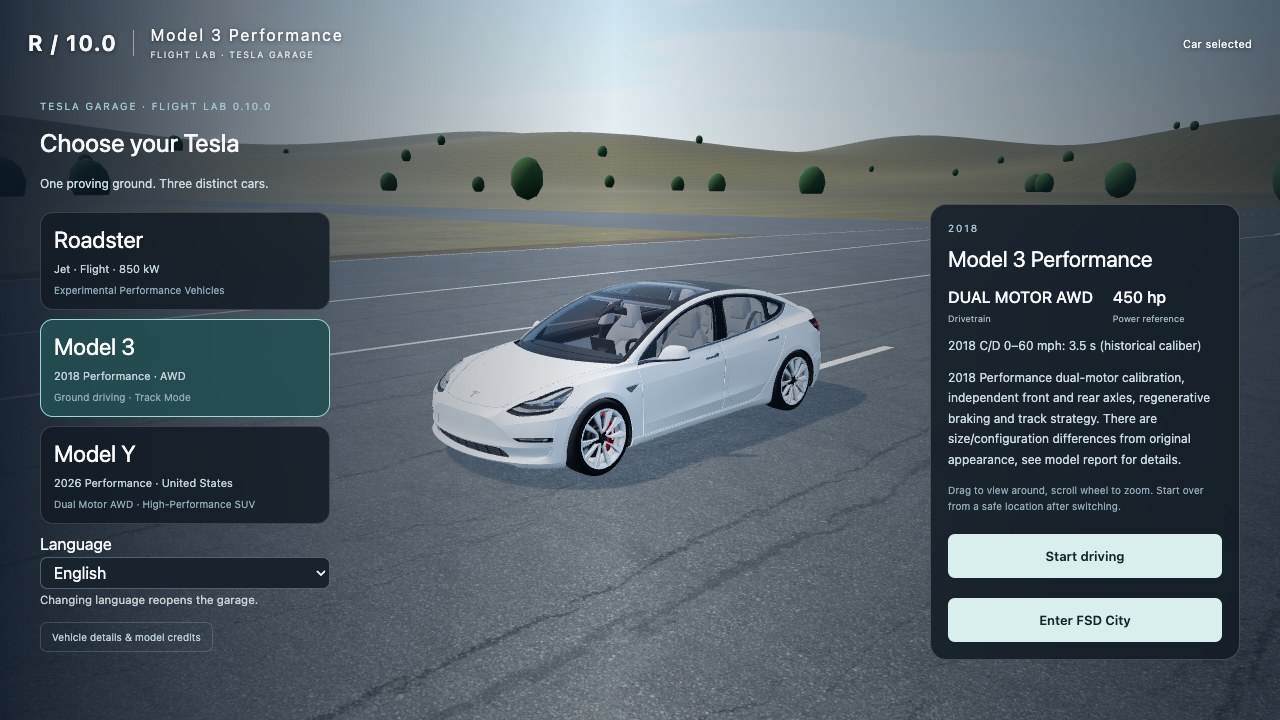 R / 10.0
Model 3 Performance
FLIGHT LAB · TESLA GARAGE
Car selected
TESLA GARAGE · FLIGHT LAB 0.10.0
Choose your Tesla
One proving ground. Three distinct cars.
Roadster
Jet · Flight · 850 kW
Experimental Performance Vehicles
Model 3
2018 Performance · AWD
Ground driving · Track Mode
Model Y
2026 Performance · United States
Dual Motor AWD · High-Performance SUV
Language
English
Changing language reopens the garage.
Vehicle details & model credits
2018
Model 3 Performance
DUAL MOTOR AWD
Drivetrain
450 hp
Power reference
2018 C/D 0–60 mph: 3.5 s (historical caliber)
2018 Performance dual-motor calibration,
independent front and rear axles, regenerative
braking and track strategy. There are
size/configuration differences from original
appearance, see model report for details.
Drag to view around, scroll wheel to zoom. Start over
from a safe location after switching.
Start driving
Enter FSD City